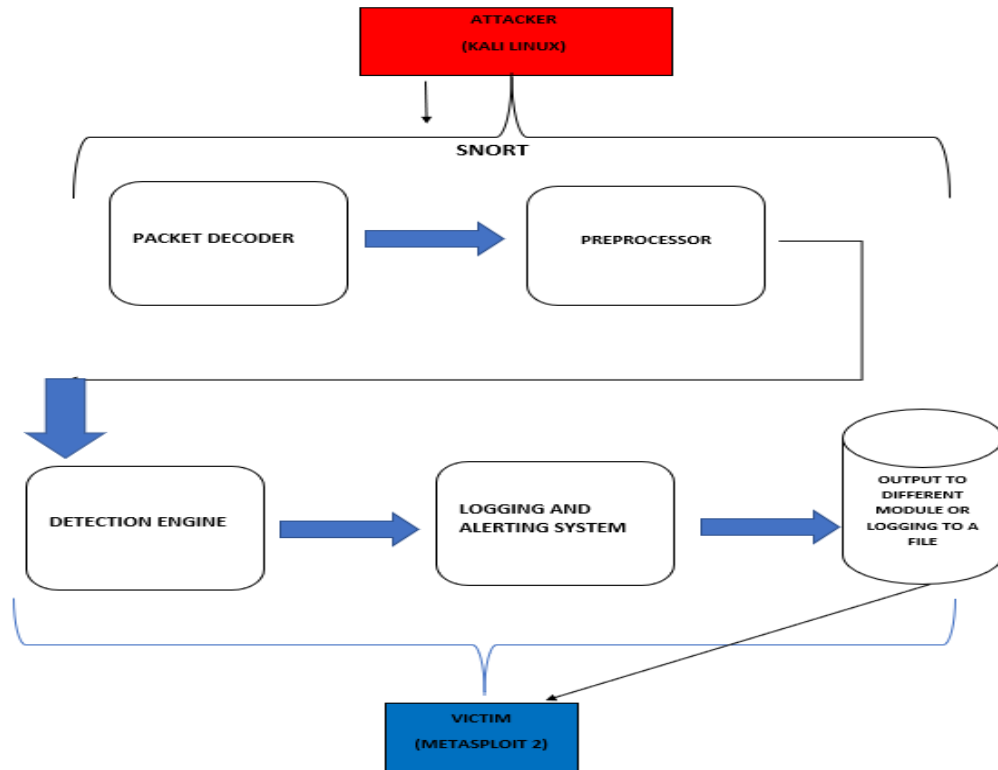 ATTACKER
(KALI LINUX)
SNORT
PACKET DECODER
PREPROCESSOR
DETECTION ENGINE
LOGGING AND
ALERTING SYSTEM
OUTPUT TO
DIFFERENT
MODULE OR
LOGGING TO A
FILE
VICTIM
(METASPLOIT 2)